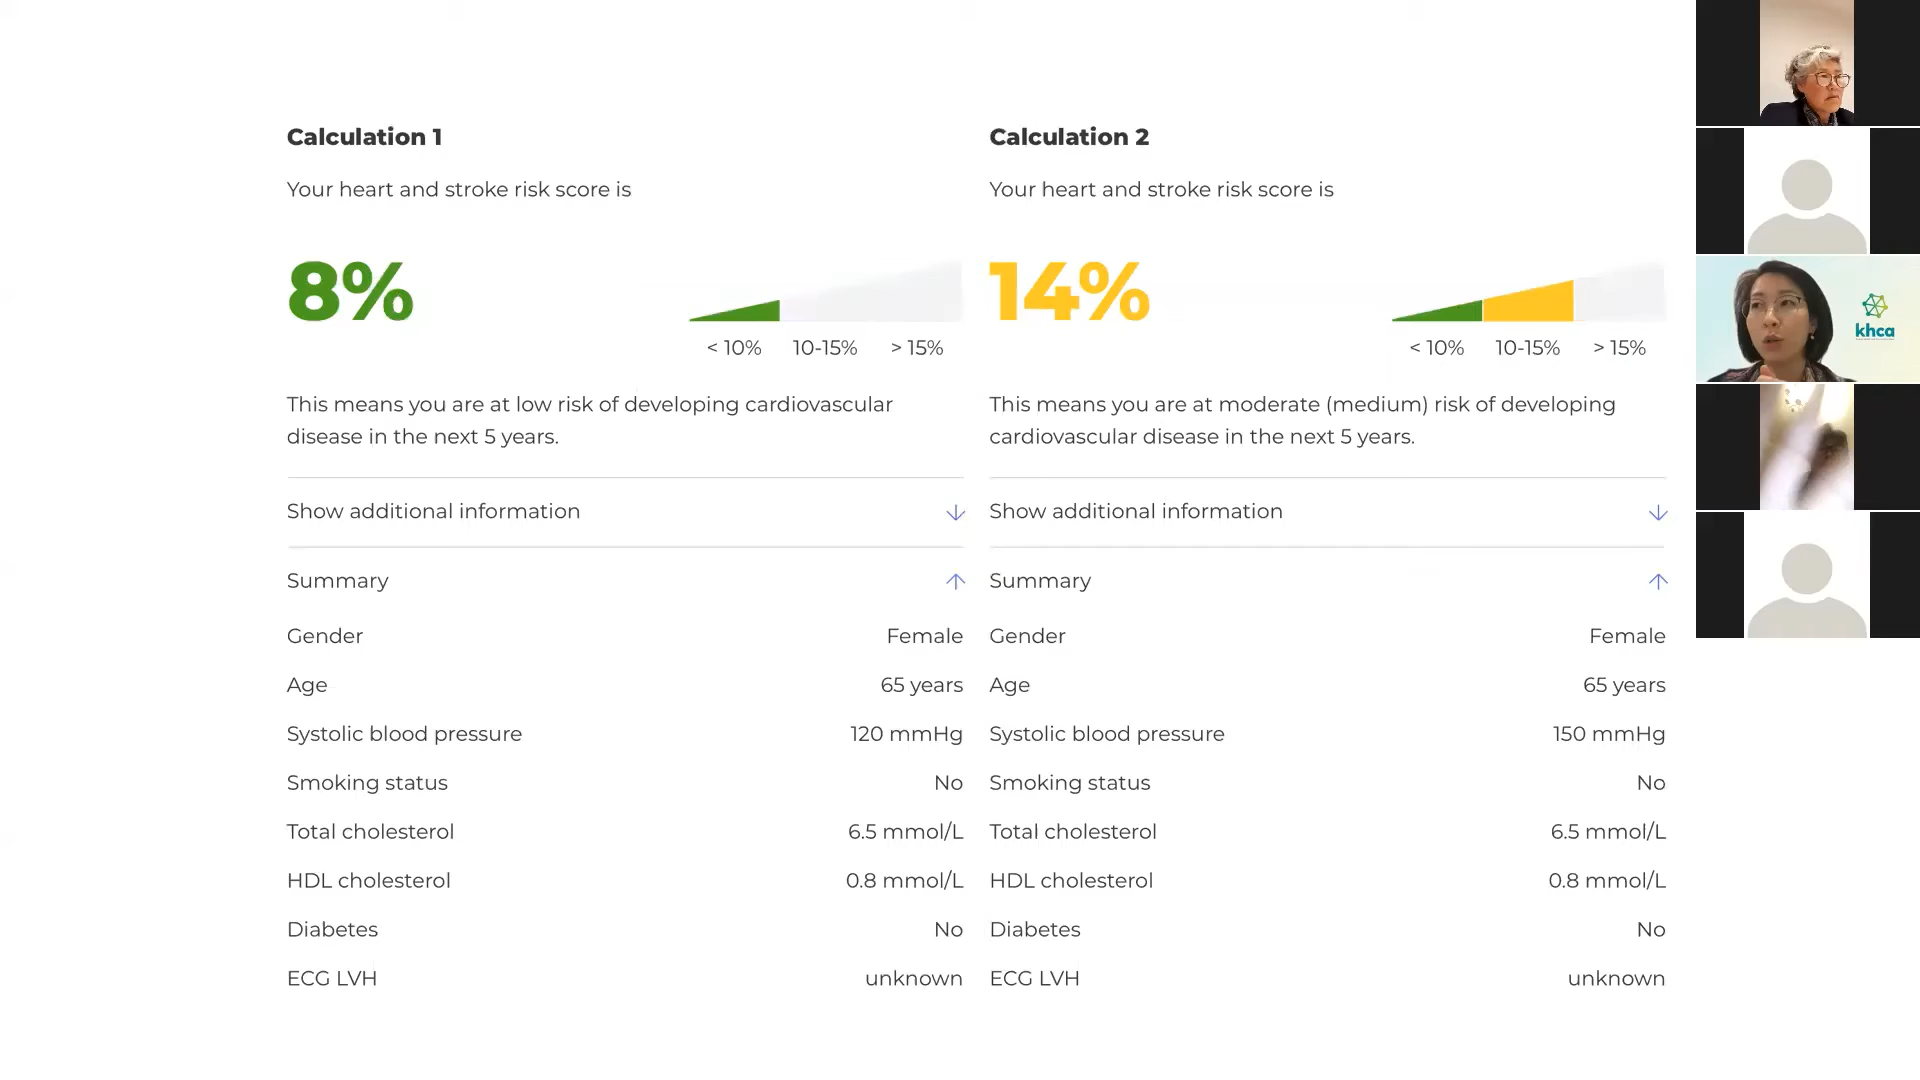 Calculation 1
Your heart and stroke risk score is
8%
< 10% 10-15% > 15%
This means you are at low risk of developing cardiovascular
disease in the next 5 years.
Show additional information
Summary
Gender Female
Age 65 years
Systolic blood pressure 120 mmHg
Smoking status No
Total cholesterol 6.5 mmol/L
HDL cholesterol 0.8 mmol/L
Diabetes No
ECG LVH unknown
Calculation 2
Your heart and stroke risk score is
14%
< 10% 10-15% > 15%
This means you are at moderate (medium) risk of developing
cardiovascular disease in the next 5 years.
Show additional information
Summary
Gender Female
Age 65 years
Systolic blood pressure 150 mmHg
Smoking status No
Total cholesterol 6.5 mmol/L
HDL cholesterol 0.8 mmol/L
Diabetes No
ECG LVH unknown
khca